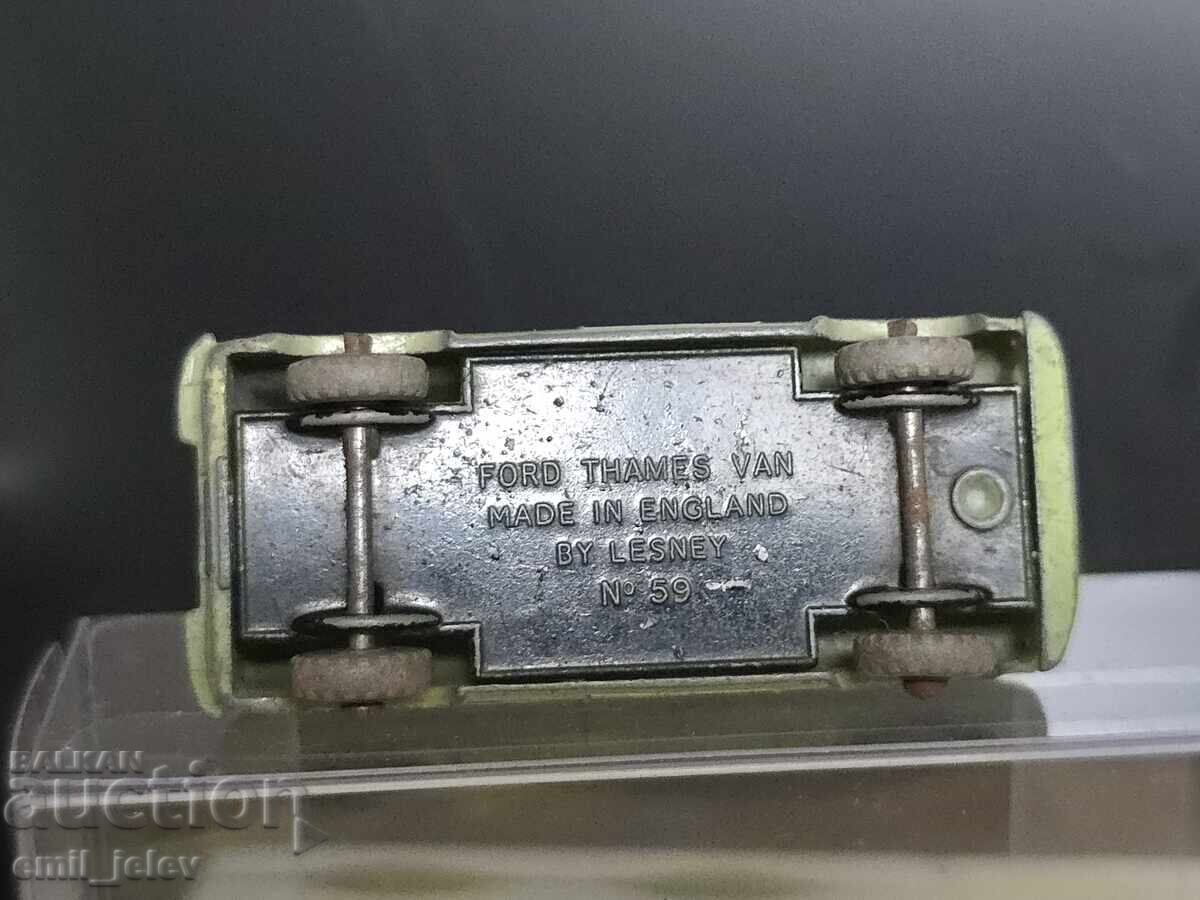 FORD THAMES VAN
MADE IN ENGLAND
BY LESNEY
Nº 59
BALKAN
auction
emil_jelev